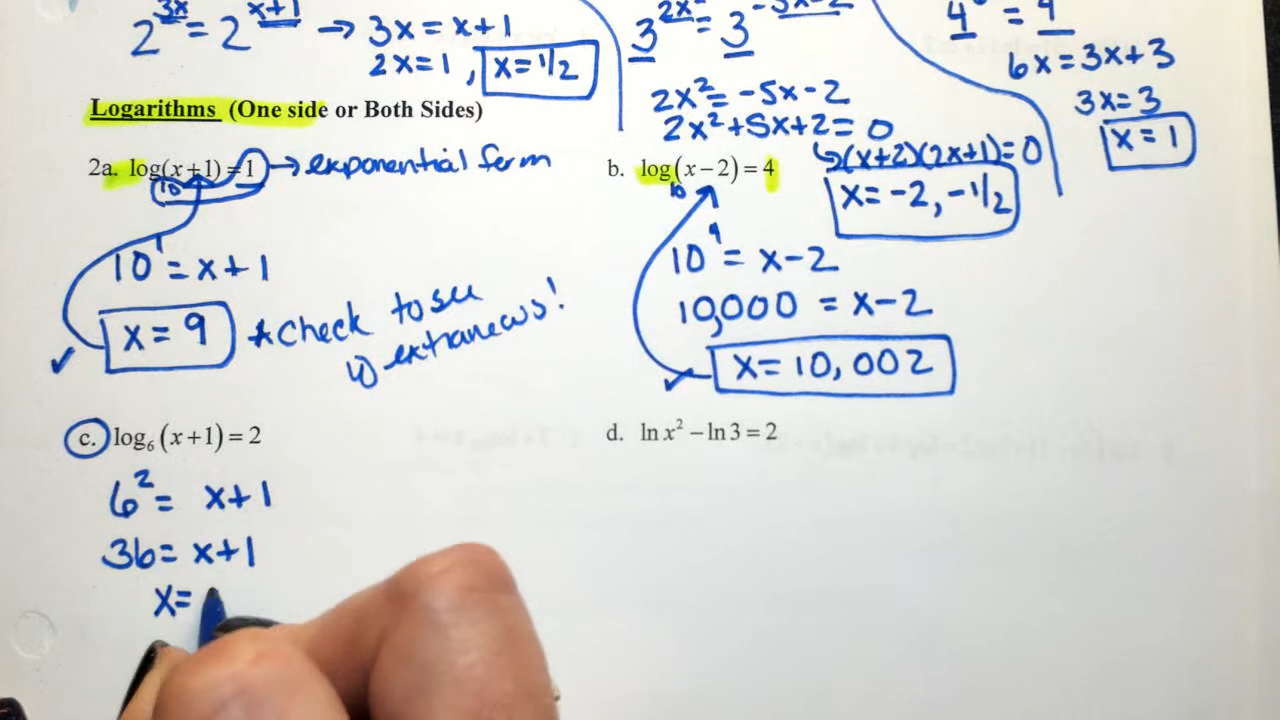 2^3x = 2^x+1 → 3x = x+1
2x=1, x=1/2
3^2x² = 3^-5x-2
2x²=-5x-2
2x²+5x+2=0
(x+2)(2x+1)=0
x=-2,-1/2
4 = 4
6x=3x+3
3x=3
x=1
Logarithms (One side or Both Sides)
2a. log(x+1)=1 → exponential form
10
10¹ = x+1
x=9 *check to see
extraneous!
b. log(x−2)=4
10
10⁴ = x-2
10,000 = x-2
x=10,002
c. log₆(x+1)=2
6² = x+1
36= x+1
x=
d. ln x² − ln 3 = 2